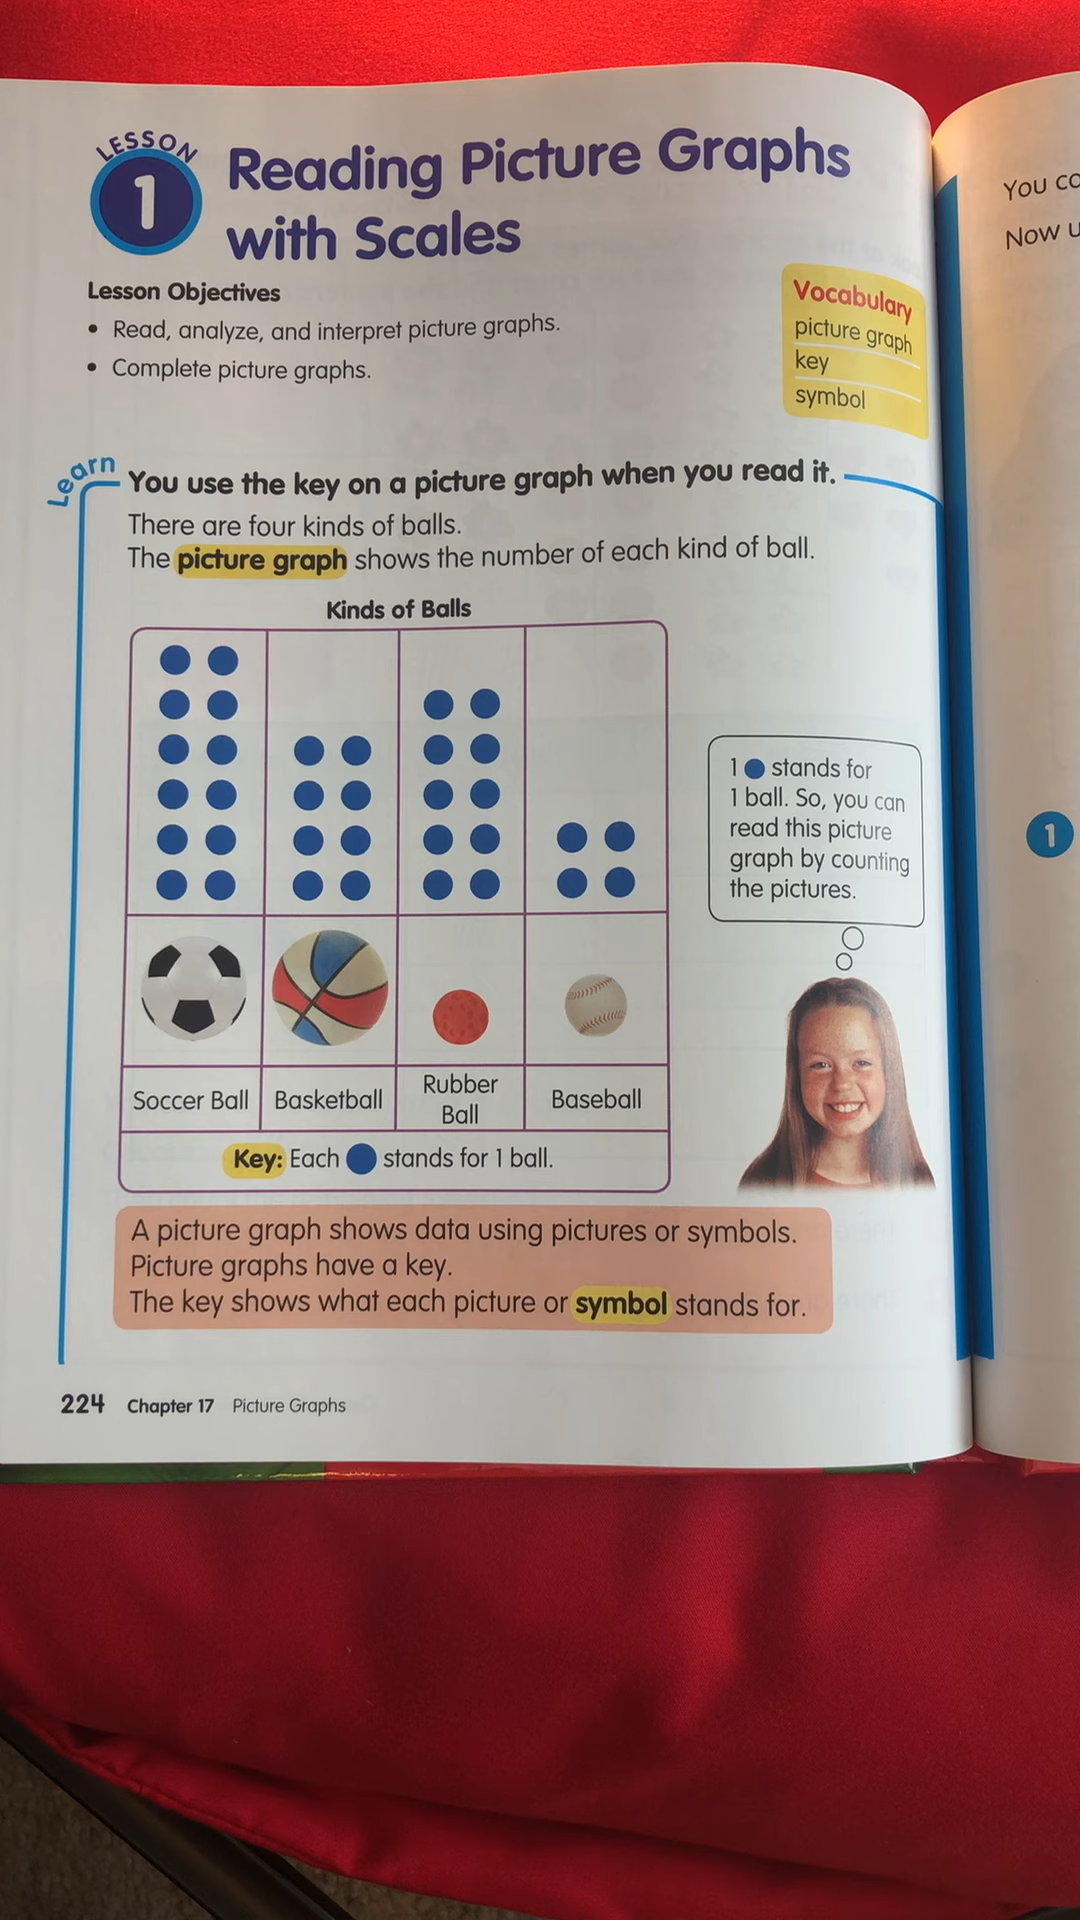 LESSON
1
Reading Picture Graphs
with Scales
Lesson Objectives
• Read, analyze, and interpret picture graphs.
• Complete picture graphs.
Vocabulary
picture graph
key
symbol
Learn
You use the key on a picture graph when you read it.
There are four kinds of balls.
The picture graph shows the number of each kind of ball.
Kinds of Balls
Soccer Ball
Basketball
Rubber
Ball
Baseball
Key: Each stands for 1 ball.
1 stands for
1 ball. So, you can
read this picture
graph by counting
the pictures.
A picture graph shows data using pictures or symbols.
Picture graphs have a key.
The key shows what each picture or symbol stands for.
224 Chapter 17 Picture Graphs
You
Now
1